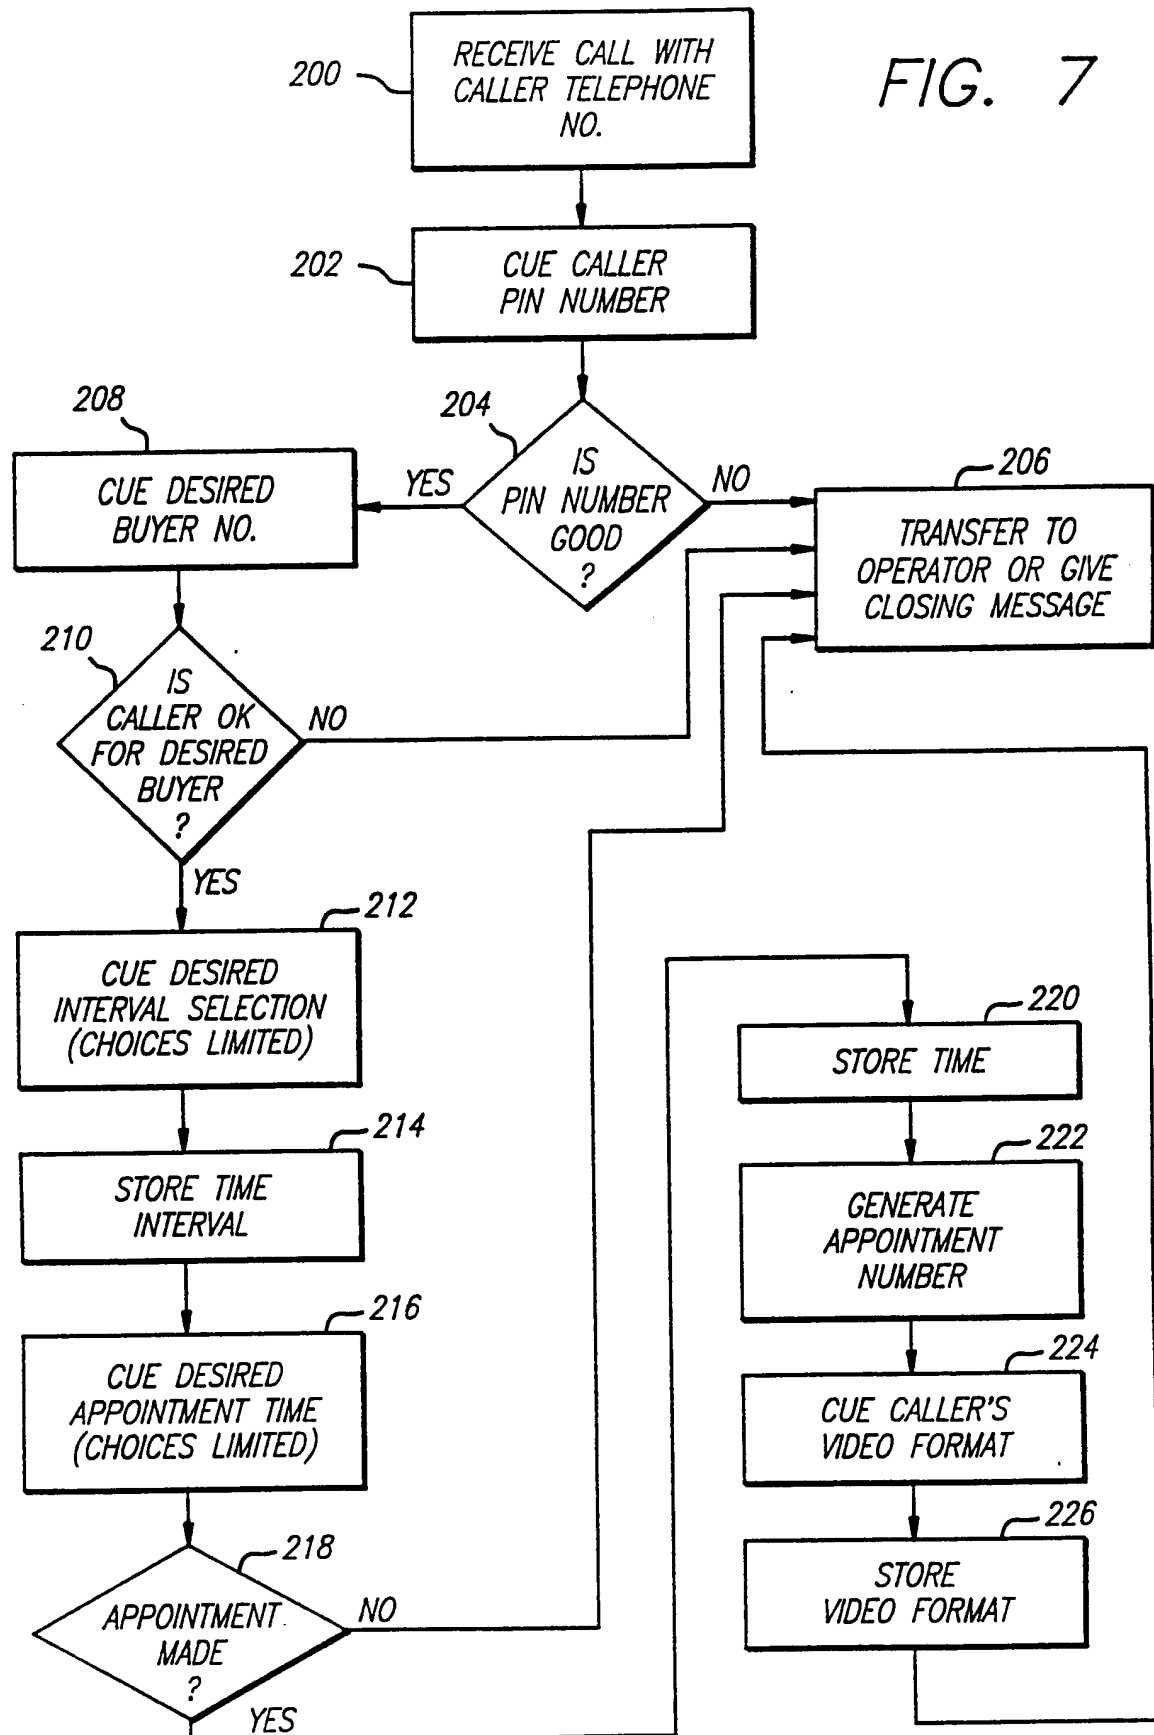 FIG. 7
200
RECEIVE CALL WITH
CALLER TELEPHONE
NO.
202
CUE CALLER
PIN NUMBER
204
IS
PIN NUMBER
GOOD
?
YES
NO
206
TRANSFER TO
OPERATOR OR GIVE
CLOSING MESSAGE
208
CUE DESIRED
BUYER NO.
210
IS
CALLER OK
FOR DESIRED
BUYER
?
NO
YES
212
CUE DESIRED
INTERVAL SELECTION
(CHOICES LIMITED)
214
STORE TIME
INTERVAL
216
CUE DESIRED
APPOINTMENT TIME
(CHOICES LIMITED)
218
APPOINTMENT
MADE
?
NO
YES
220
STORE TIME
222
GENERATE
APPOINTMENT
NUMBER
224
CUE CALLER'S
VIDEO FORMAT
226
STORE
VIDEO FORMAT